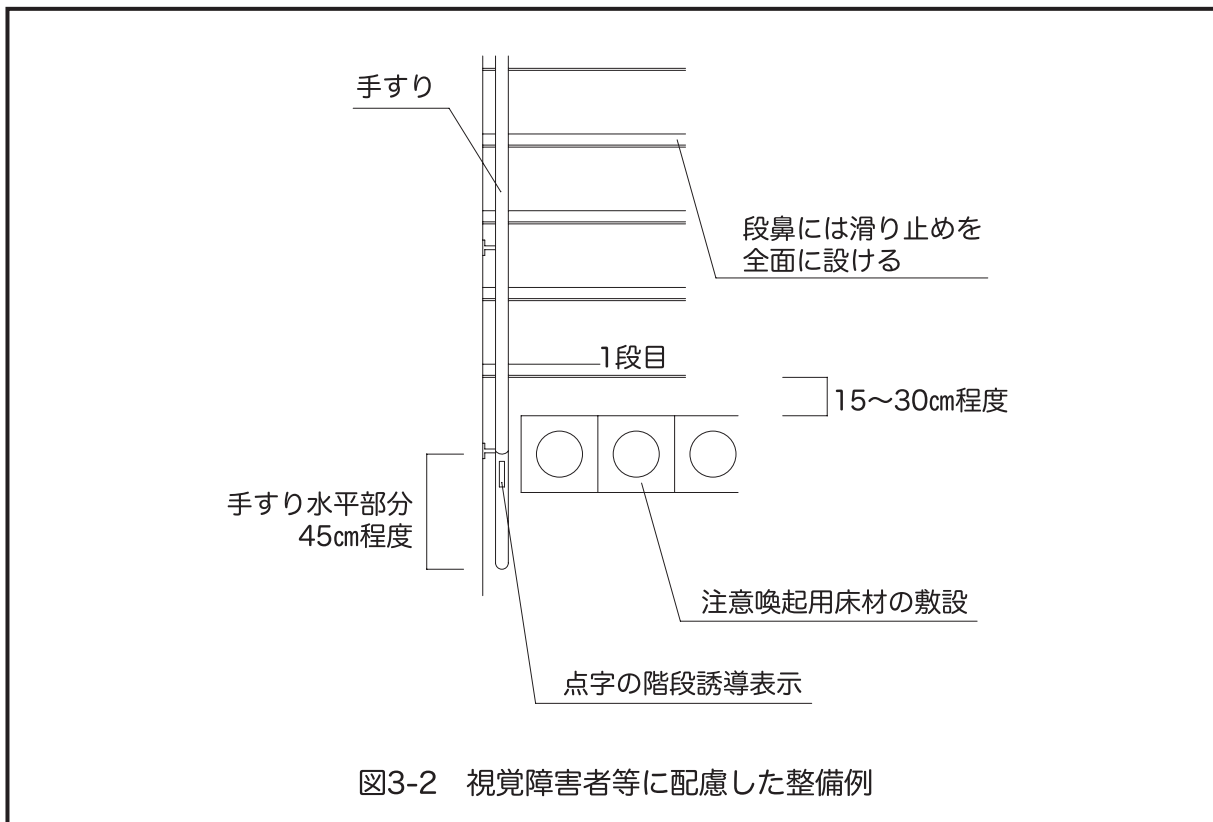 手すり
段鼻には滑り止めを
全面に設ける
1段目
15〜30㎝程度
手すり水平部分
45㎝程度
注意喚起用床材の敷設
点字の階段誘導表示
図3-2　視覚障害者等に配慮した整備例